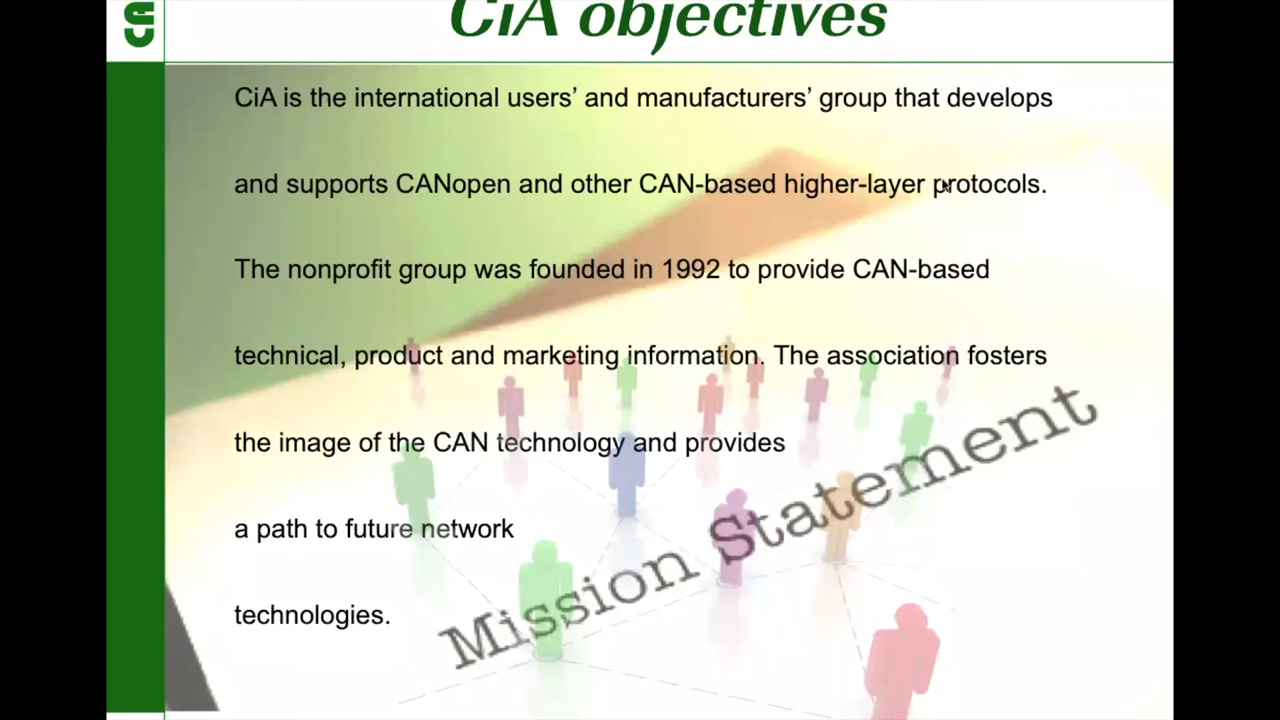 CiA objectives
CiA is the international users’ and manufacturers’ group that develops
and supports CANopen and other CAN-based higher-layer protocols.
The nonprofit group was founded in 1992 to provide CAN-based
technical, product and marketing information. The association fosters
the image of the CAN technology and provides
a path to future network
technologies.
Mission Statement